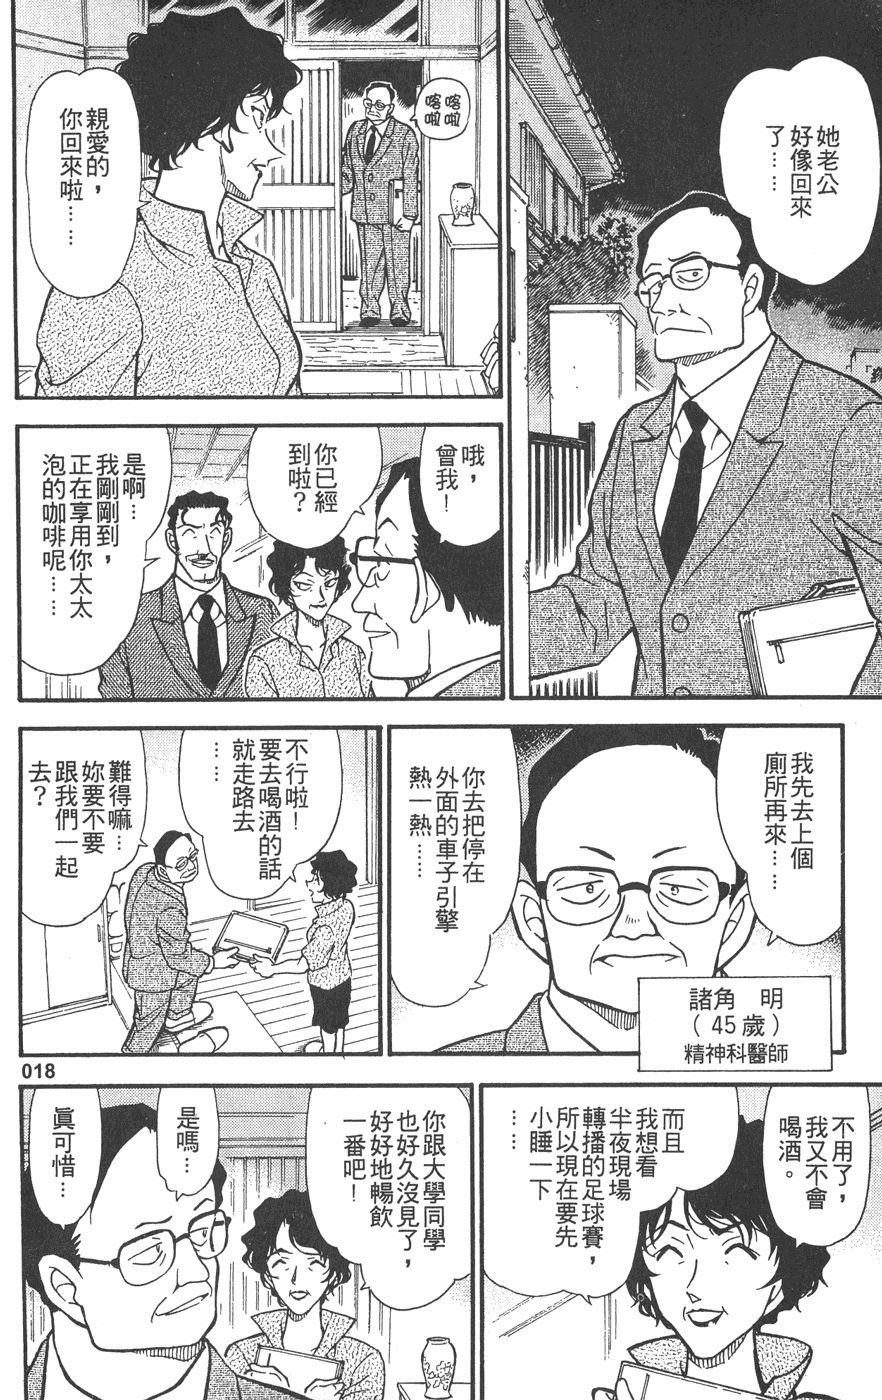 她老公
好像回來
了……
喀啦
喀啦
親愛的，
你回來啦……
哦，
曾我！
你已經
到啦？
是啊…
我剛剛到，
正在享用你太太
泡的咖啡呢……
我先去上個
廁所再來……
你去把停在
外面的車子引擎
熱一熱……
諸角　明
（45歲）
精神科醫師
不行啦！
要去喝酒的話
就走路去
……
難得嘛…
妳要不要
跟我們一起
去？
018
不用了，
我又不會
喝酒。
而且
我想看
半夜現場
轉播的足球賽，
所以現在要先
小睡一下
……
你跟大學同學
也好久沒見了，
好好地暢飲
一番吧！
是嗎…
眞可惜…